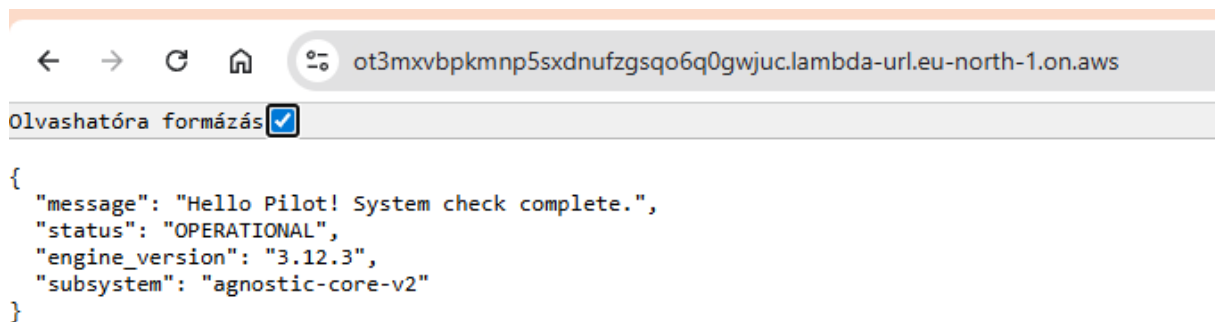 ot3mxvbpkmnp5sxdnufzgsqo6q0gwjuc.lambda-url.eu-north-1.on.aws
Olvashatóra formázás
{
"message": "Hello Pilot! System check complete.",
"status": "OPERATIONAL",
"engine_version": "3.12.3",
"subsystem": "agnostic-core-v2"
}